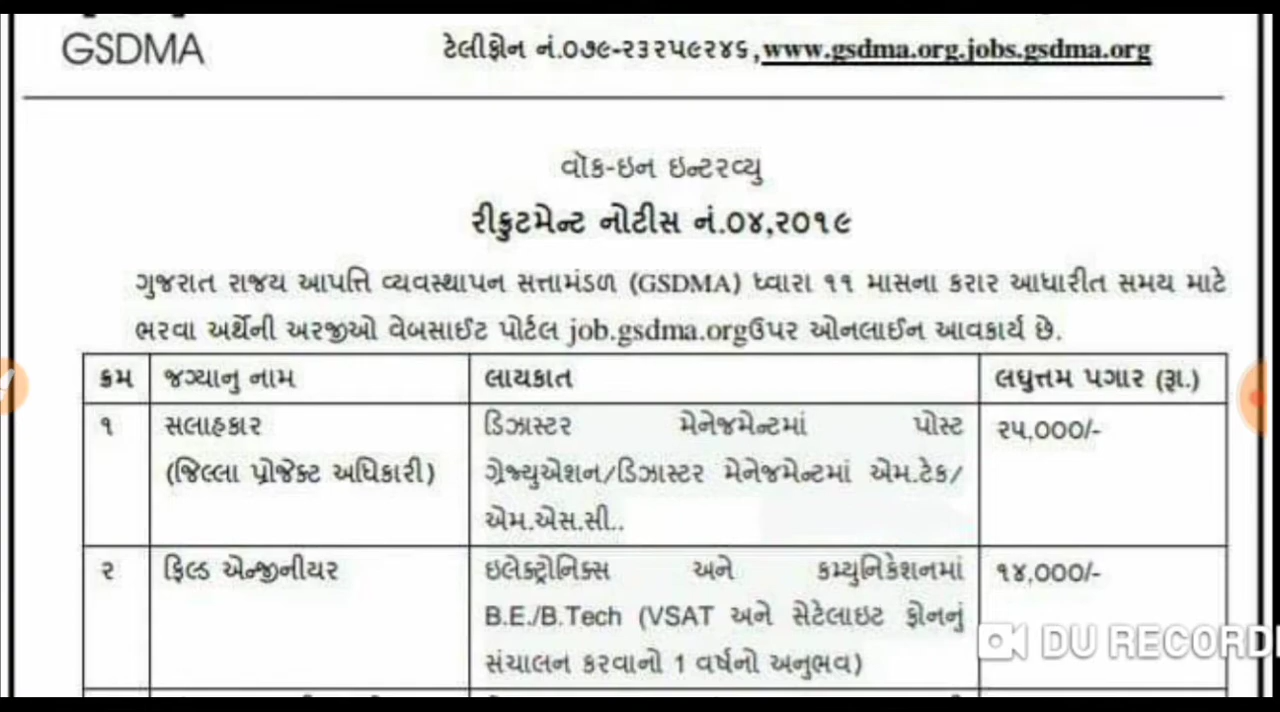 GSDMA
ટેલીફોન નં.૦૭૯-૨૩૨૫૯૨૪૬, www.gsdma.org.jobs.gsdma.org
વૉક-ઇન ઇન્ટરવ્યુ
રીક્રુટમેન્ટ નોટીસ નં.૦૪,૨૦૧૯
ગુજરાત રાજય આપત્તિ વ્યવસ્થાપન સત્તામંડળ (GSDMA) ધ્વારા ૧૧ માસના કરાર આધારીત સમય માટે
ભરવા અર્થેની અરજીઓ વેબસાઈટ પોર્ટલ job.gsdma.orgઉપર ઓનલાઈન આવકાર્ય છે.
ક્રમ જગ્યાનુ નામ લાયકાત લઘુત્તમ પગાર (રૂા.)
૧ સલાહકાર ડિઝાસ્ટર મેનેજમેન્ટમાં પોસ્ટ ૨૫,૦૦૦/-
(જિલ્લા પ્રોજેક્ટ અધિકારી) ગ્રેજ્યુએશન/ડિઝાસ્ટર મેનેજમેન્ટમાં એમ.ટેક/
એમ.એસ.સી..
૨ ફિલ્ડ એન્જીનીયર ઇલેક્ટ્રોનિક્સ અને કમ્યુનિકેશનમાં ૧૪,૦૦૦/-
B.E./B.Tech (VSAT અને સેટેલાઇટ ફોનનું
સંચાલન કરવાનો 1 વર્ષનો અનુભવ)
DU RECORD